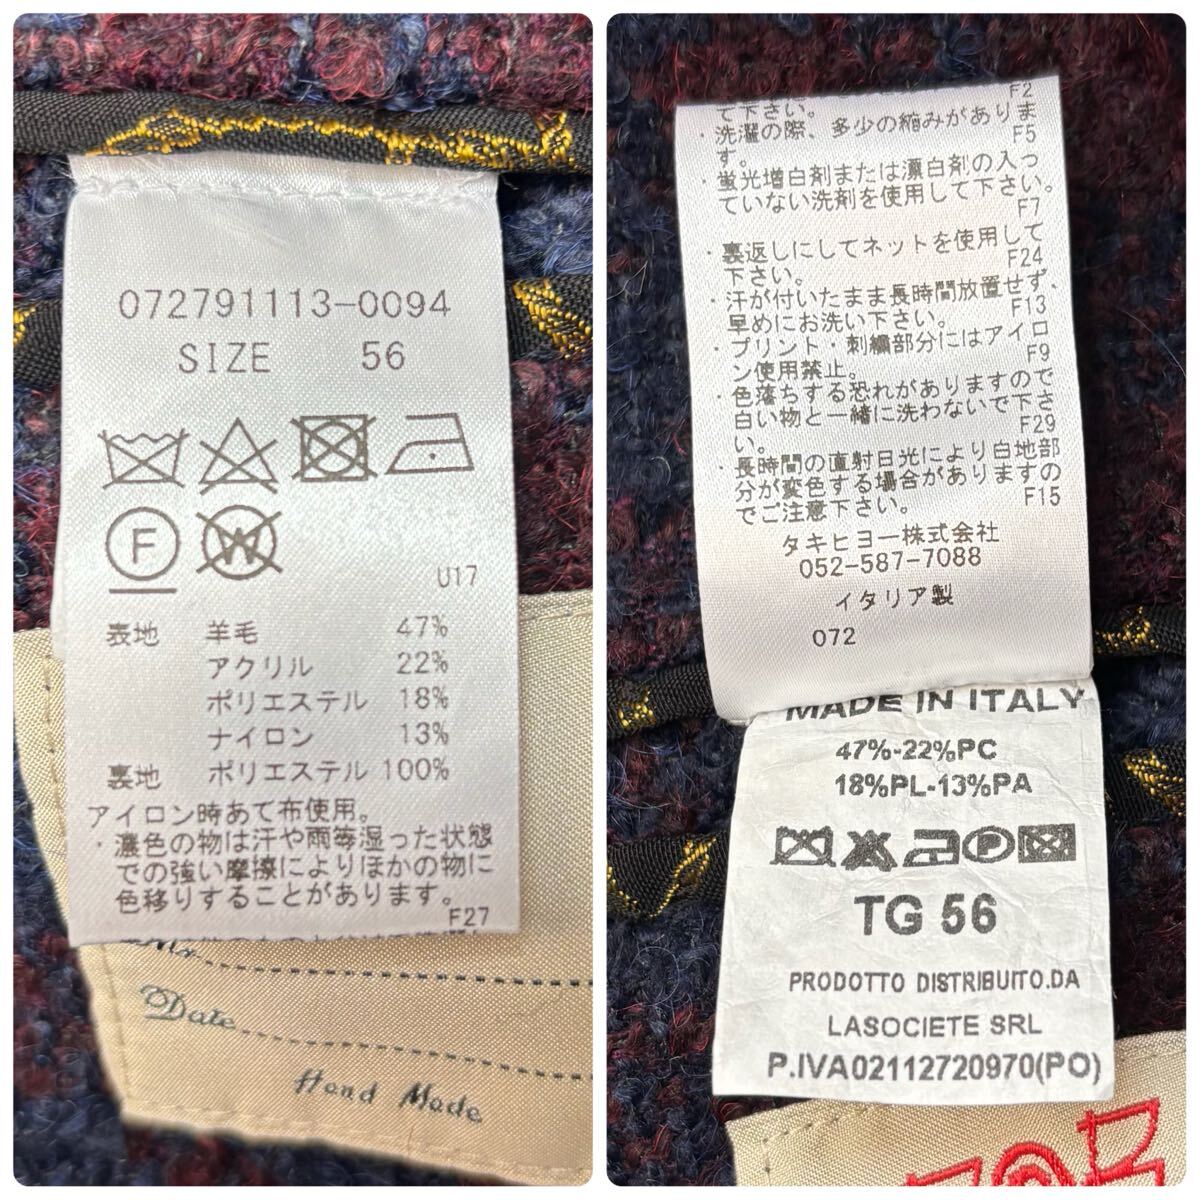 072791113-0094
SIZE 56
F
W
U17
表地 羊毛 47%
アクリル 22%
ポリエステル 18%
ナイロン 13%
裏地 ポリエステル 100%
アイロン時あて布使用。
・濃色の物は汗や雨等湿った状態
での強い摩擦によりほかの物に
色移りすることがあります。
F27
Mr
Date
Hand Made
F2
て下さい。
・洗濯の際、多少の縮みがありま
F5
す。
・蛍光増白剤または漂白剤の入っ
ていない洗剤を使用して下さい。
F7
・裏返しにしてネットを使用して
F24
下さい。
・汗が付いたまま長時間放置せず、
F13
早めにお洗い下さい。
・プリント・刺繍部分にはアイロ
F9
ン使用禁止。
・色落ちする恐れがありますので
白い物と一緒に洗わないで下さ
F29
い。
・長時間の直射日光により白地部
分が変色する場合がありますの
F15
でご注意下さい。
タキヒヨー株式会社
052-587-7088
イタリア製
072
MADE IN ITALY
47%-22%PC
18%PL-13%PA
P
TG 56
PRODOTTO DISTRIBUITO.DA
LASOCIETE SRL
P.IVA02112720970(PO)